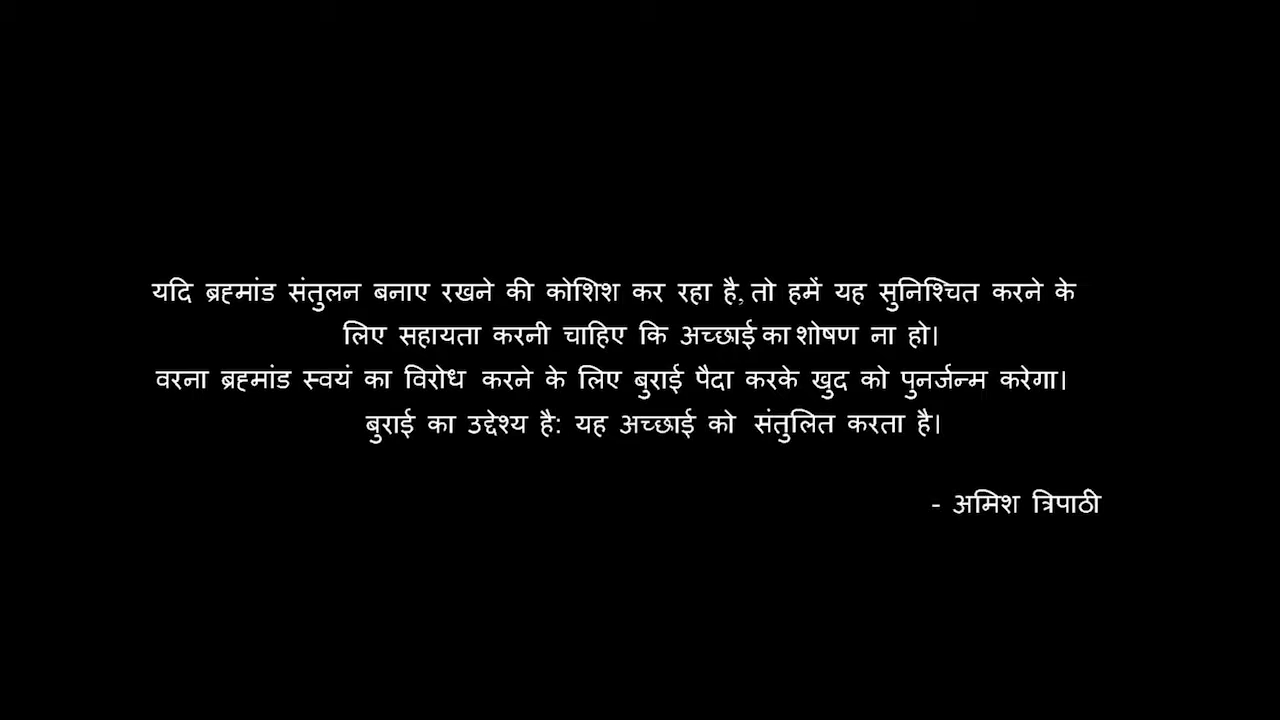 यदि ब्रह्मांड संतुलन बनाए रखने की कोशिश कर रहा है, तो हमें यह सुनिश्चित करने के
लिए सहायता करनी चाहिए कि अच्छाई का शोषण ना हो।
वरना ब्रह्मांड स्वयं का विरोध करने के लिए बुराई पैदा करके खुद को पुनर्जन्म करेगा।
बुराई का उद्देश्य है: यह अच्छाई को संतुलित करता है।
- अमिश त्रिपाठी